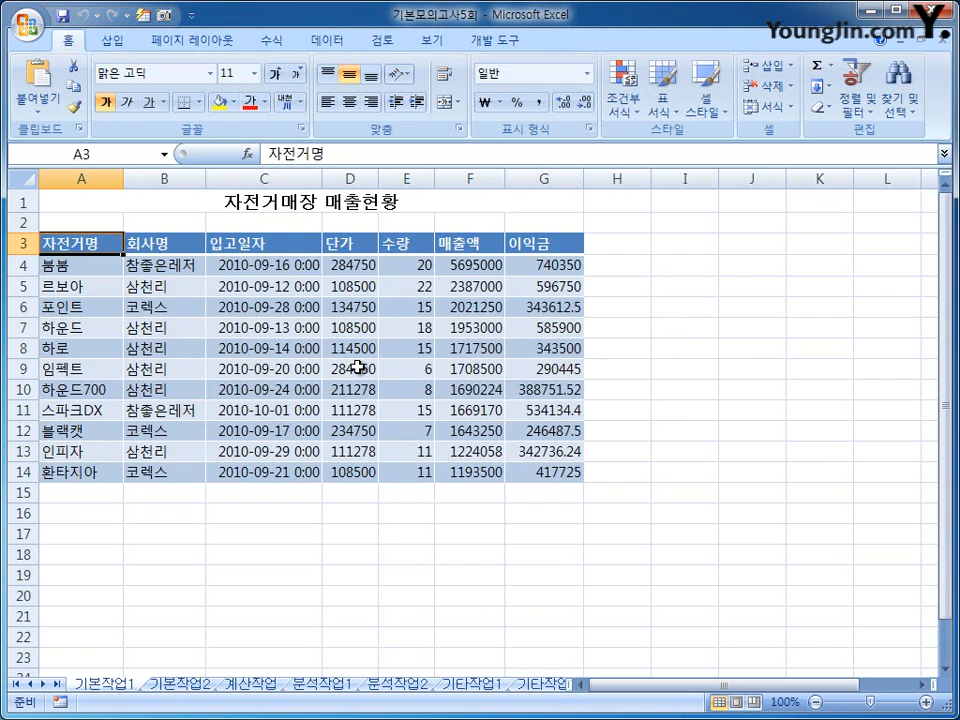 기본모의고사5회 - Microsoft Excel
YoungJin.com Y.
홈 삽입 페이지 레이아웃 수식 데이터 검토 보기 개발 도구
붙여넣기
클립보드
맑은 고딕 11
가 가 가 가
글꼴
맞춤
일반
표시 형식
조건부 서식 표 서식 셀 스타일
스타일
삽입
삭제
서식
셀
정렬 및 필터 찾기 및 선택
편집
A3 fx 자전거명
A B C D E F G H I J K L
1 자전거매장 매출현황
2
3 자전거명 회사명 입고일자 단가 수량 매출액 이익금
4 붐붐 참좋은레저 2010-09-16 0:00 284750 20 5695000 740350
5 르보아 삼천리 2010-09-12 0:00 108500 22 2387000 596750
6 포인트 코렉스 2010-09-28 0:00 134750 15 2021250 343612.5
7 하운드 삼천리 2010-09-13 0:00 108500 18 1953000 585900
8 하로 삼천리 2010-09-14 0:00 114500 15 1717500 343500
9 임펙트 삼천리 2010-09-20 0:00 6 1708500 290445
10 하운드700 삼천리 2010-09-24 0:00 211278 8 1690224 388751.52
11 스파크DX 참좋은레저 2010-10-01 0:00 111278 15 1669170 534134.4
12 블랙캣 코렉스 2010-09-17 0:00 234750 7 1643250 246487.5
13 인피자 삼천리 2010-09-29 0:00 111278 11 1224058 342736.24
14 환타지아 코렉스 2010-09-21 0:00 108500 11 1193500 417725
15
16
17
18
19
20
21
22
23
기본작업1 기본작업2 계산작업 분석작업1 분석작업2 기타작업1 기타작업
준비 100%